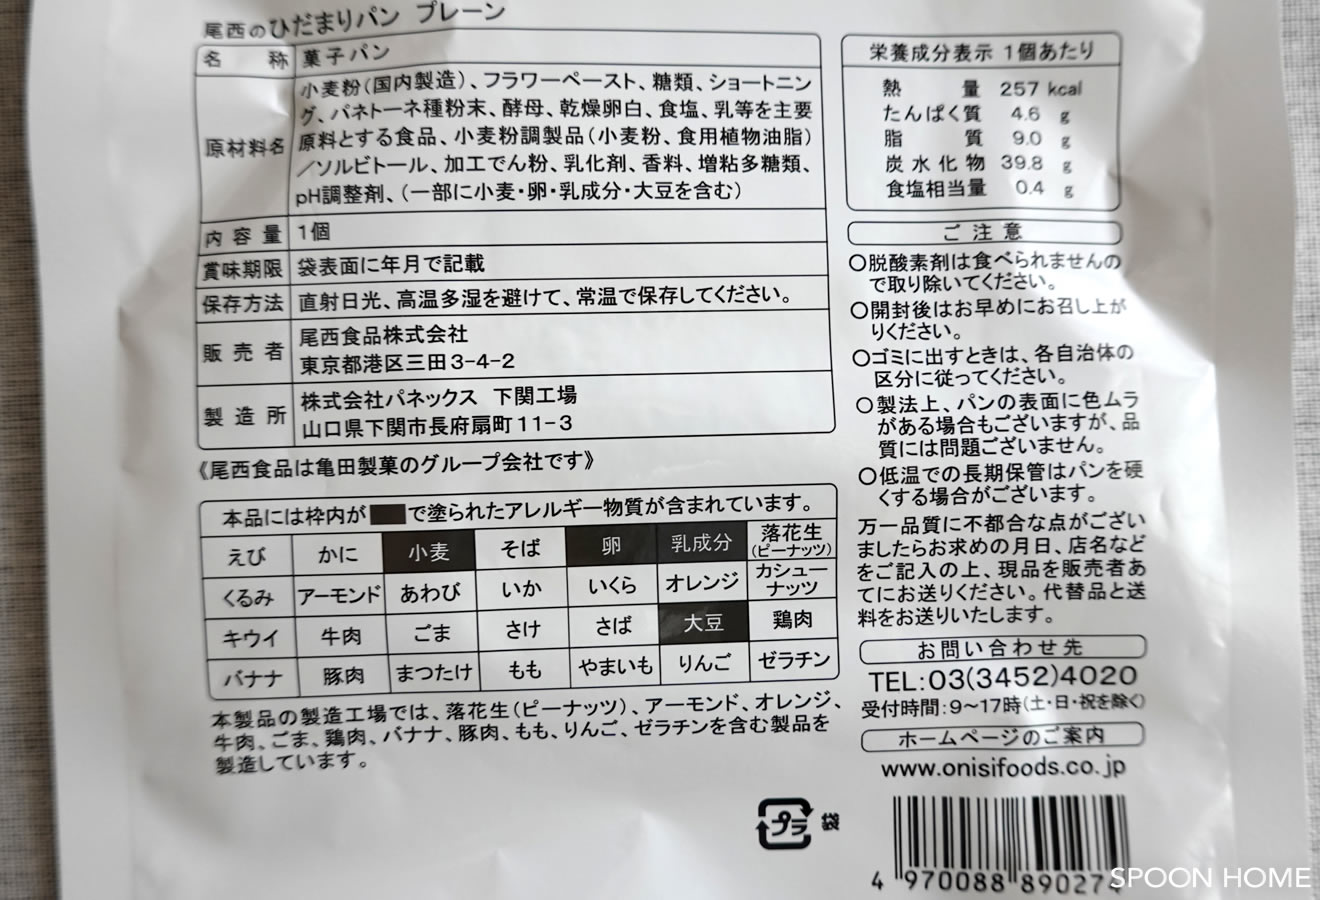 尾西のひだまりパン プレーン
名称 菓子パン
原材料名 小麦粉(国内製造)、フラワーペースト、糖類、ショートニン
グ、パネトーネ種粉末、酵母、乾燥卵白、食塩、乳等を主要
原料とする食品、小麦粉調製品(小麦粉、食用植物油脂)
/ソルビトール、加工でん粉、乳化剤、香料、増粘多糖類、
pH調整剤、(一部に小麦・卵・乳成分・大豆を含む)
内容量 1個
賞味期限 袋表面に年月で記載
保存方法 直射日光、高温多湿を避けて、常温で保存してください。
販売者 尾西食品株式会社
東京都港区三田3-4-2
製造所 株式会社パネックス 下関工場
山口県下関市長府扇町11-3
《尾西食品は亀田製菓のグループ会社です》
本品には枠内が■で塗られたアレルギー物質が含まれています。
えび かに 小麦 そば 卵 乳成分 落花生(ピーナッツ)
くるみ アーモンド あわび いか いくら オレンジ カシューナッツ
キウイ 牛肉 ごま さけ さば 大豆 鶏肉
バナナ 豚肉 まつたけ もも やまいも りんご ゼラチン
本製品の製造工場では、落花生(ピーナッツ)、アーモンド、オレンジ、
牛肉、ごま、鶏肉、バナナ、豚肉、もも、りんご、ゼラチンを含む製品を
製造しています。
プラ 袋
栄養成分表示 1個あたり
熱量 257 kcal
たんぱく質 4.6 g
脂質 9.0 g
炭水化物 39.8 g
食塩相当量 0.4 g
ご注意
○脱酸素剤は食べられませんの
で取り除いてください。
○開封後はお早めにお召し上が
りください。
○ゴミに出すときは、各自治体の
区分に従ってください。
○製法上、パンの表面に色ムラ
がある場合もございますが、品
質には問題ございません。
○低温での長期保管はパンを硬
くする場合がございます。
万一品質に不都合な点がござい
ましたらお求めの月日、店名など
をご記入の上、現品を販売者あ
てにお送りください。代替品と送
料をお送りいたします。
お問い合わせ先
TEL:03(3452)4020
受付時間:9~17時(土・日・祝を除く)
ホームページのご案内
www.onisifoods.co.jp
4 970088 89027
SPOON HOME